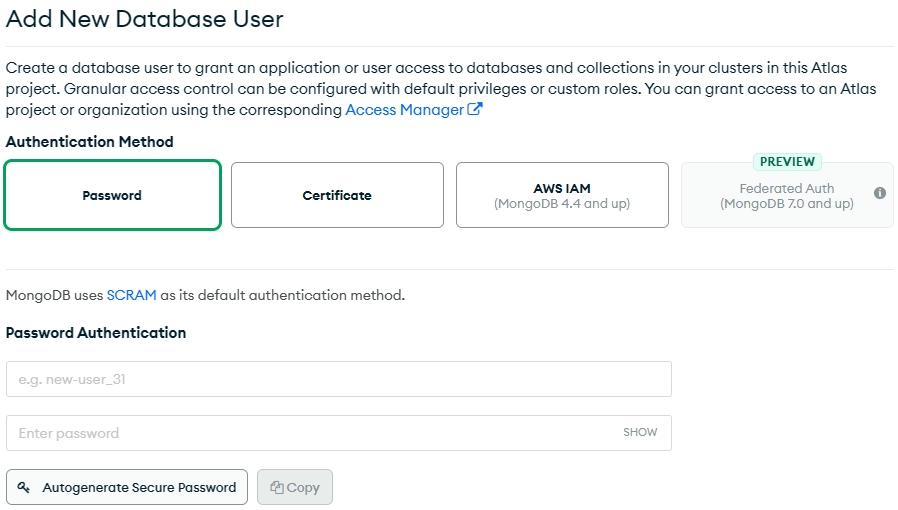 Add New Database User
Create a database user to grant an application or user access to databases and collections in your clusters in this Atlas
project. Granular access control can be configured with default privileges or custom roles. You can grant access to an Atlas
project or organization using the corresponding Access Manager
Authentication Method
Password
Certificate
AWS IAM
(MongoDB 4.4 and up)
PREVIEW
Federated Auth
(MongoDB 7.0 and up)
MongoDB uses SCRAM as its default authentication method.
Password Authentication
e.g. new-user_31
Enter password
SHOW
Autogenerate Secure Password
Copy